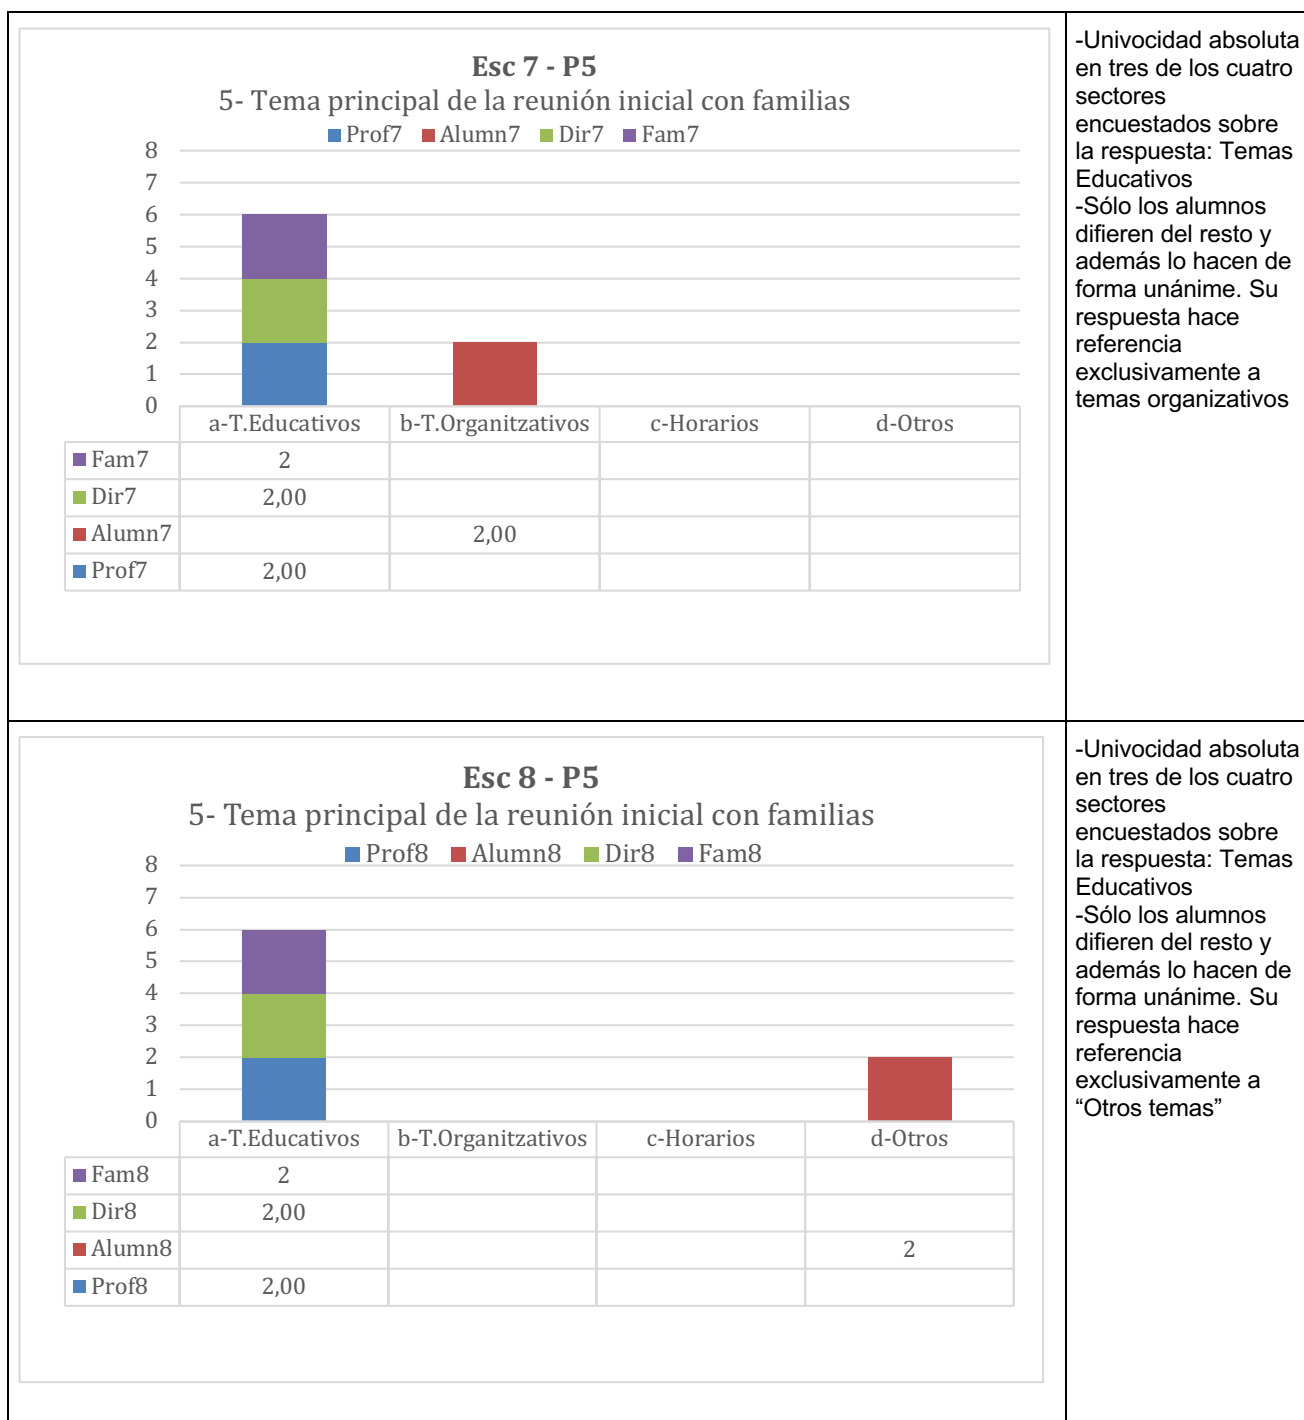 Esc 7 - P5
5- Tema principal de la reunión inicial con familias
Prof7 Alumn7 Dir7 Fam7
8
7
6
5
4
3
2
1
0
a-T.Educativos b-T.Organitzativos c-Horarios d-Otros
Fam7 2
Dir7 2,00
Alumn7 2,00
Prof7 2,00
-Univocidad absoluta
en tres de los cuatro
sectores
encuestados sobre
la respuesta: Temas
Educativos
-Sólo los alumnos
difieren del resto y
además lo hacen de
forma unánime. Su
respuesta hace
referencia
exclusivamente a
temas organizativos
Esc 8 - P5
5- Tema principal de la reunión inicial con familias
Prof8 Alumn8 Dir8 Fam8
8
7
6
5
4
3
2
1
0
a-T.Educativos b-T.Organitzativos c-Horarios d-Otros
Fam8 2
Dir8 2,00
Alumn8 2
Prof8 2,00
-Univocidad absoluta
en tres de los cuatro
sectores
encuestados sobre
la respuesta: Temas
Educativos
-Sólo los alumnos
difieren del resto y
además lo hacen de
forma unánime. Su
respuesta hace
referencia
exclusivamente a
“Otros temas”